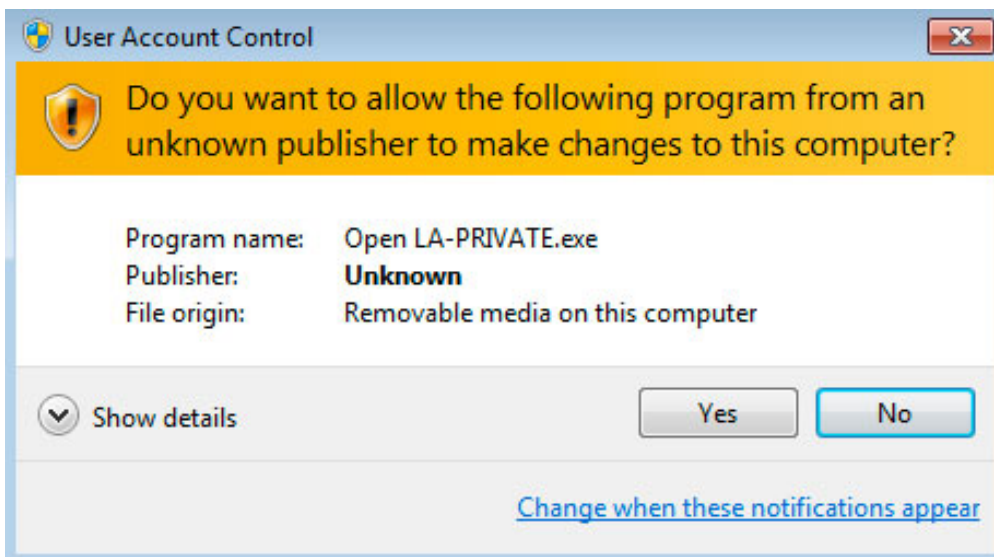 User Account Control
Do you want to allow the following program from an
unknown publisher to make changes to this computer?
Program name: Open LA-PRIVATE.exe
Publisher: Unknown
File origin: Removable media on this computer
Show details
Yes
No
Change when these notifications appear